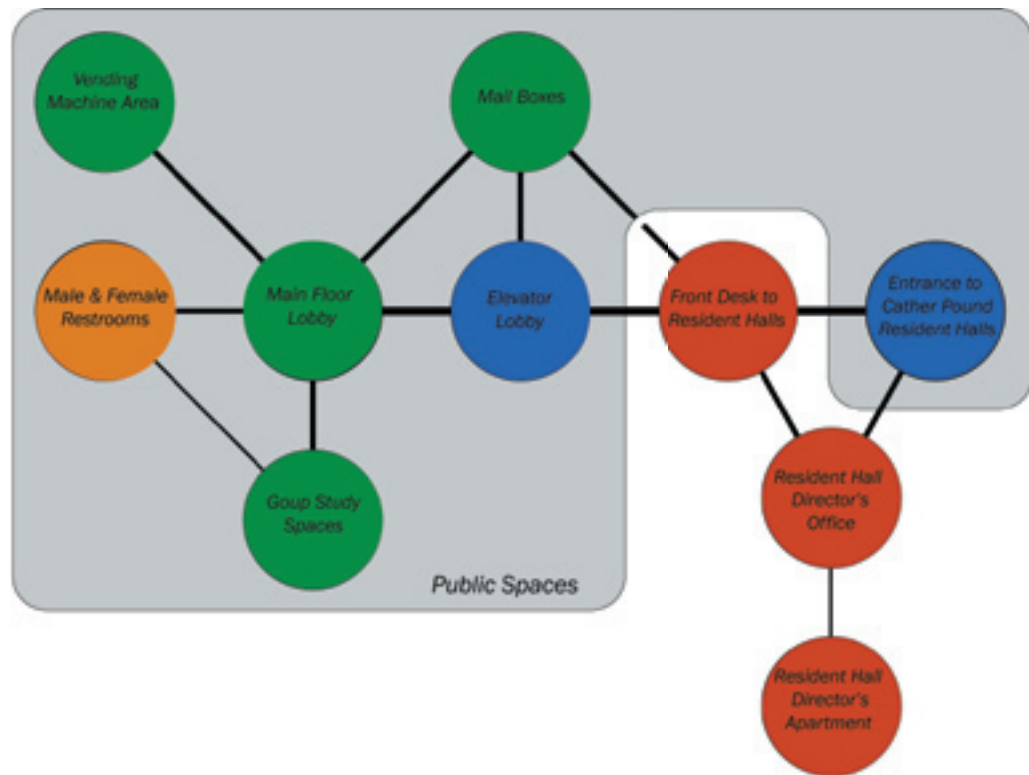 Vending
Machine Area
Mail Boxes
Male & Female
Restrooms
Main Floor
Lobby
Elevator
Lobby
Front Desk to
Resident Halls
Entrance to
Cather Pound
Resident Halls
Goup Study
Spaces
Resident Hall
Director's
Office
Public Spaces
Resident Hall
Director's
Apartment